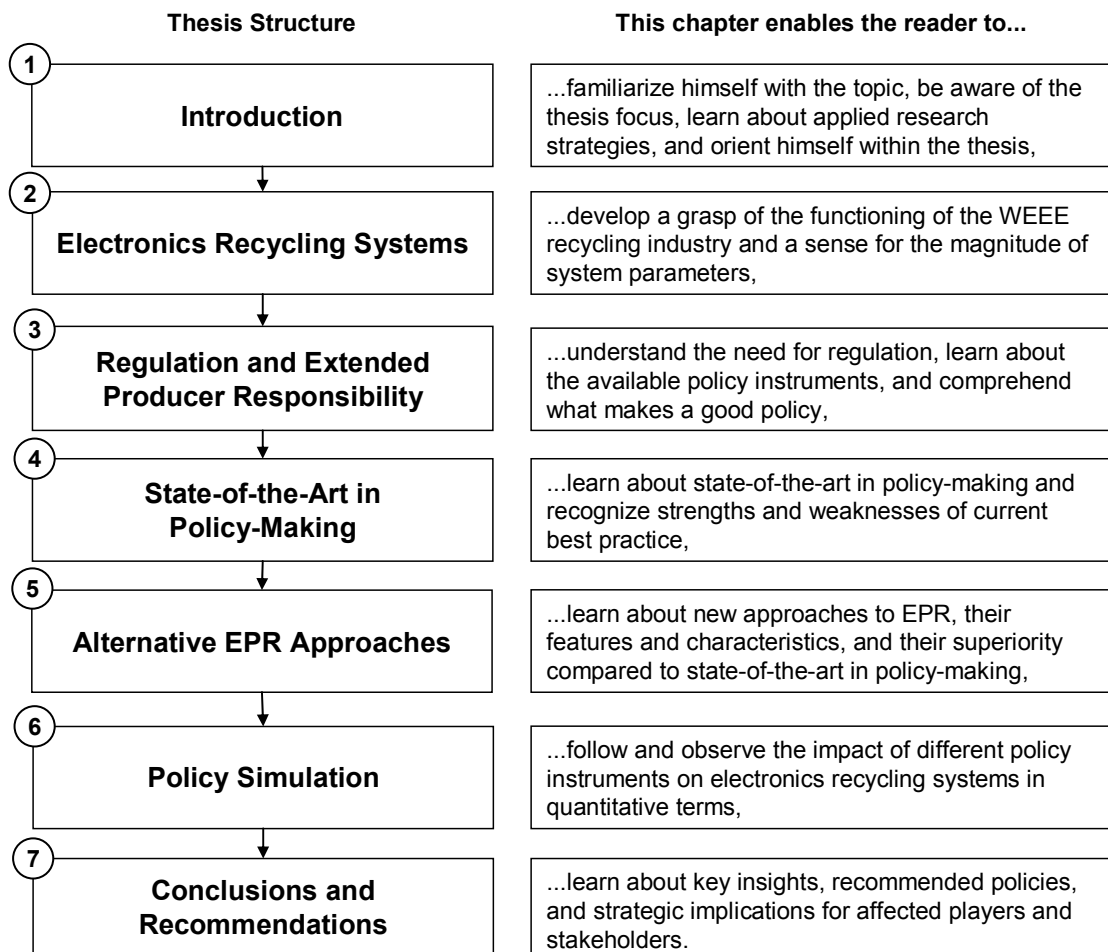 Thesis Structure
This chapter enables the reader to...
1
Introduction
...familiarize himself with the topic, be aware of the
thesis focus, learn about applied research
strategies, and orient himself within the thesis,
2
Electronics Recycling Systems
...develop a grasp of the functioning of the WEEE
recycling industry and a sense for the magnitude of
system parameters,
3
Regulation and Extended
Producer Responsibility
...understand the need for regulation, learn about
the available policy instruments, and comprehend
what makes a good policy,
4
State-of-the-Art in
Policy-Making
...learn about state-of-the-art in policy-making and
recognize strengths and weaknesses of current
best practice,
5
Alternative EPR Approaches
...learn about new approaches to EPR, their
features and characteristics, and their superiority
compared to state-of-the-art in policy-making,
6
Policy Simulation
...follow and observe the impact of different policy
instruments on electronics recycling systems in
quantitative terms,
7
Conclusions and
Recommendations
...learn about key insights, recommended policies,
and strategic implications for affected players and
stakeholders.